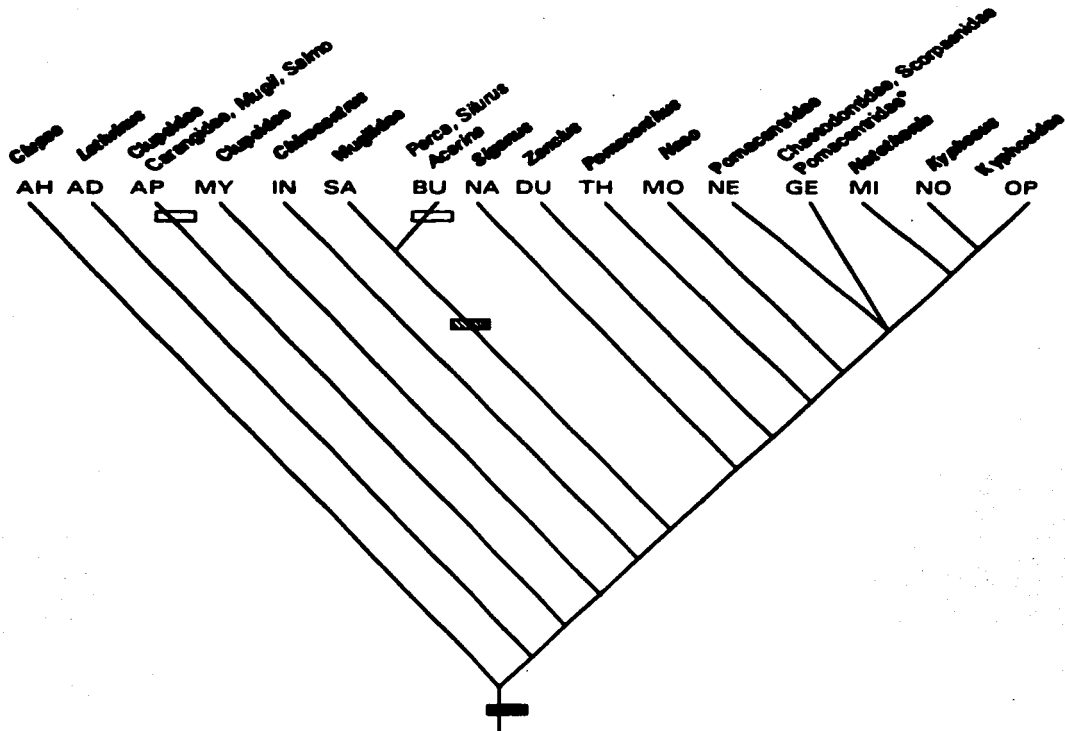 Clupea
Lethrinus
Clupeidae
Carangidae, Mugil, Salmo
Clupeidae
Mugilidae
Perca, Silurus
Acerina
Siganus
Zanclus
Pomacanthus
Naso
Pomacentridae
Chaetodontidae, Scorpaenidae
Pomacentridae*
Kyphosus
Kyphosidae
AH AD AP MY IN SA BU NA DU TH MO NE GE MI NO OP